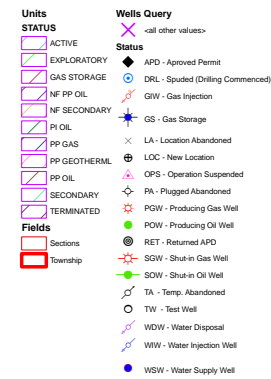 Units
STATUS
ACTIVE
EXPLORATORY
GAS STORAGE
NF PP OIL
NF SECONDARY
PI OIL
PP GAS
PP GEOTHERML
PP OIL
SECONDARY
TERMINATED
Fields
Sections
Township
Wells Query
<all other values>
Status
APD - Aproved Permit
DRL - Spuded (Drilling Commenced)
GIW - Gas Injection
GS - Gas Storage
LA - Location Abandoned
LOC - New Location
OPS - Operation Suspended
PA - Plugged Abandoned
PGW - Producing Gas Well
POW - Producing Oil Well
RET - Returned APD
SGW - Shut-in Gas Well
SOW - Shut-in Oil Well
TA - Temp. Abandoned
TW - Test Well
WDW - Water Disposal
WIW - Water Injection Well
WSW - Water Supply Well